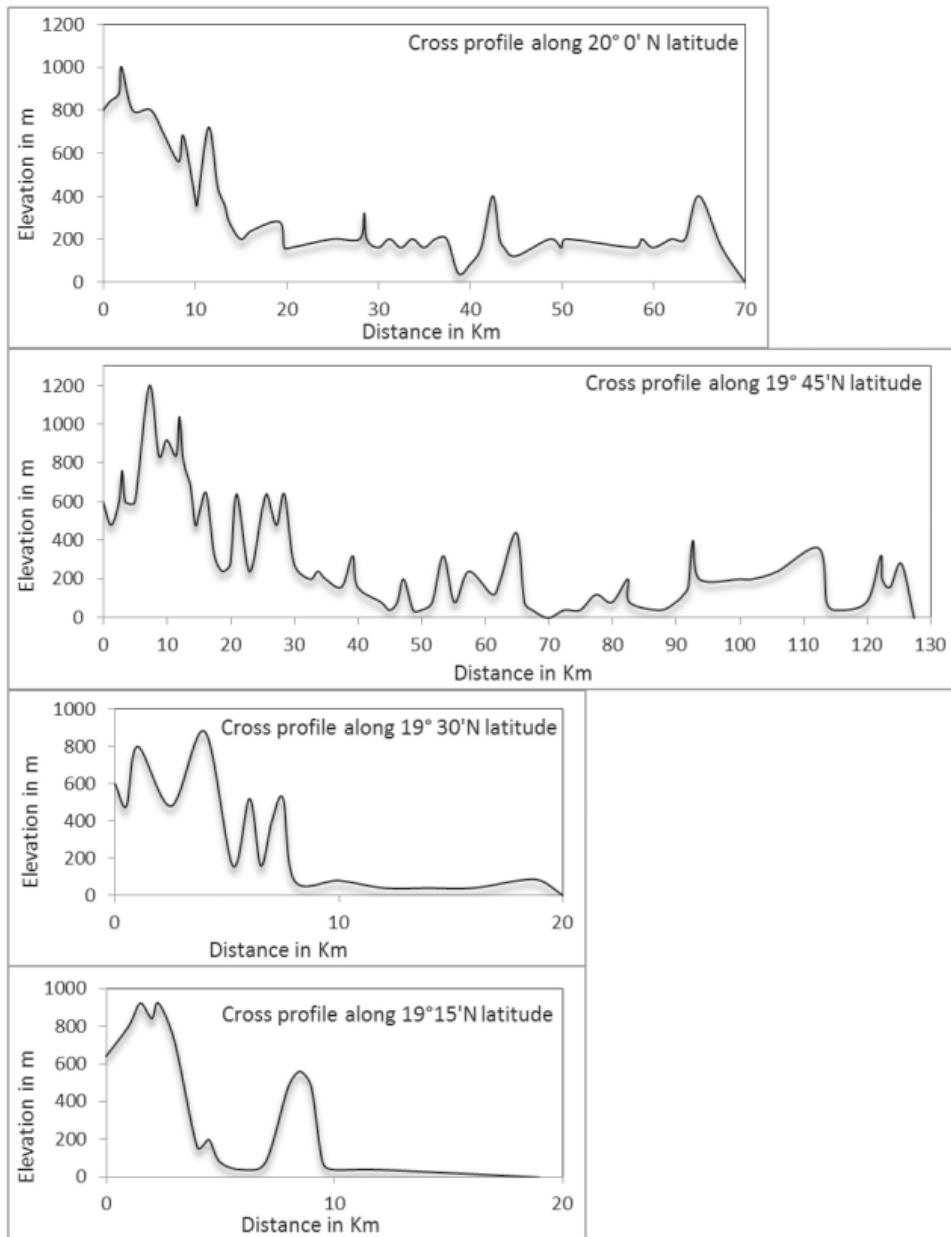 1200
Cross profile along 20° 0' N latitude
1000
800
600
400
200
0
Elevation in m
0 10 20 30 40 50 60 70
Distance in Km
1200
Cross profile along 19° 45'N latitude
1000
800
600
400
200
0
Elevation in m
0 10 20 30 40 50 60 70 80 90 100 110 120 130
Distance in Km
1000
Cross profile along 19° 30'N latitude
800
600
400
200
0
Elevation in m
0 10 20
Distance in Km
1000
Cross profile along 19°15'N latitude
800
600
400
200
0
Elevation in m
0 10 20
Distance in Km